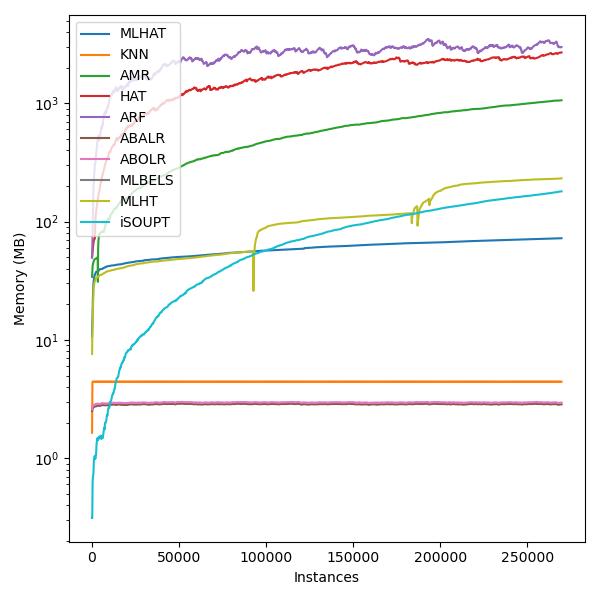 MLHAT
KNN
AMR
HAT
ARF
ABALR
ABOLR
MLBELS
MLHT
iSOUPT
Memory (MB)
10³
10²
10¹
10⁰
0 50000 100000 150000 200000 250000
Instances